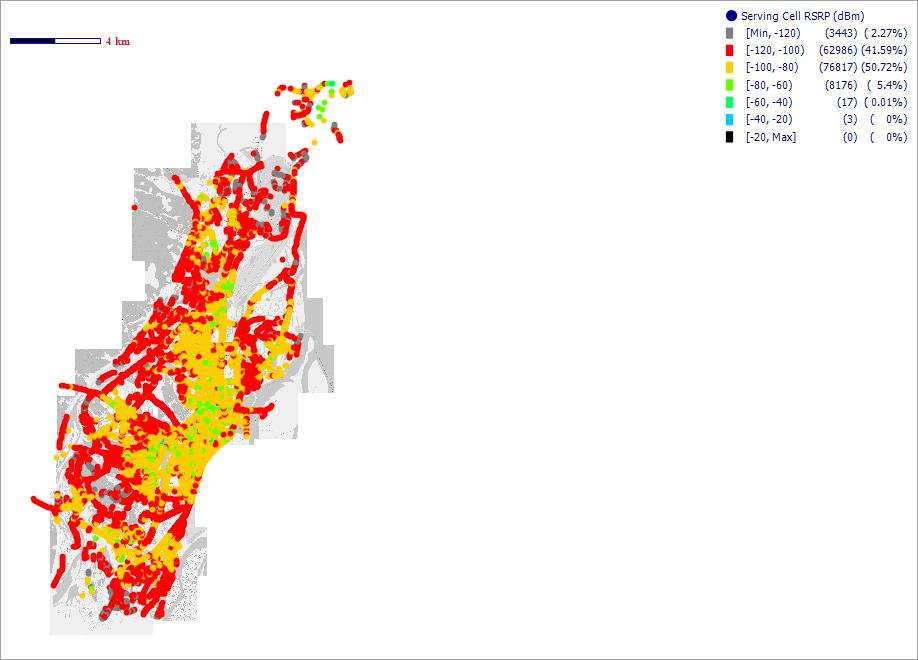 4 km
Serving Cell RSRP (dBm)
[Min, -120) (3443) ( 2.27%)
[-120, -100) (62986) (41.59%)
[-100, -80) (76817) (50.72%)
[-80, -60) (8176) ( 5.4%)
[-60, -40) (17) ( 0.01%)
[-40, -20) (3) ( 0%)
[-20, Max] (0) ( 0%)